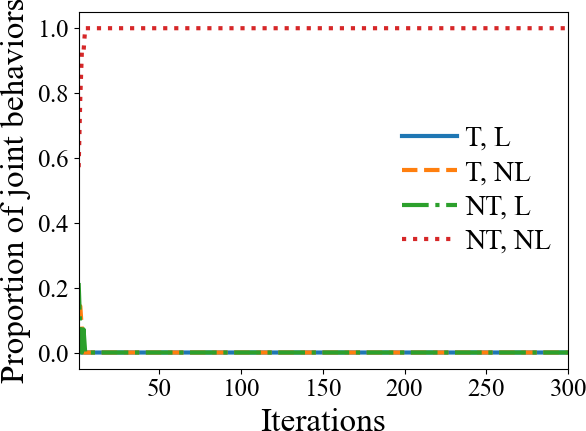 Proportion of joint behaviors
1.0
0.8
0.6
0.4
0.2
0.0
T, L
T, NL
NT, L
NT, NL
50 100 150 200 250 300
Iterations